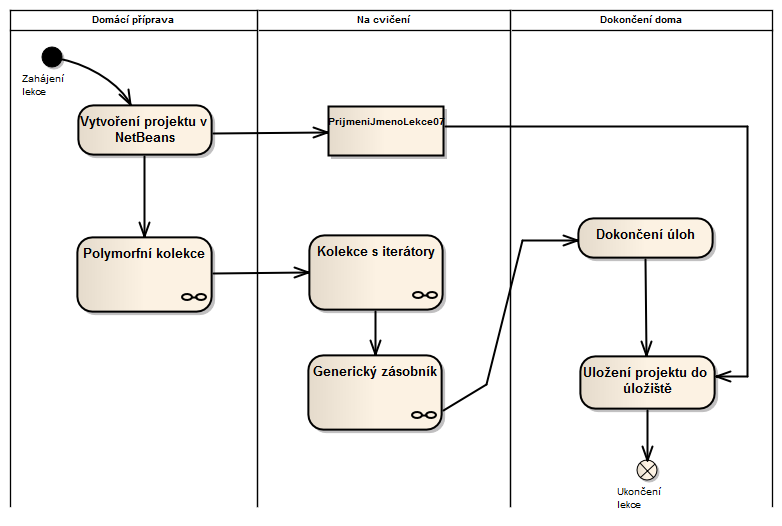 Domácí příprava
Na cvičení
Dokončení doma
Zahájení
lekce
Vytvoření projektu v
NetBeans
PrijmeniJmenoLekce07
Polymorfní kolekce
Kolekce s iterátory
Dokončení úloh
Generický zásobník
Uložení projektu do
úložiště
Ukončení
lekce